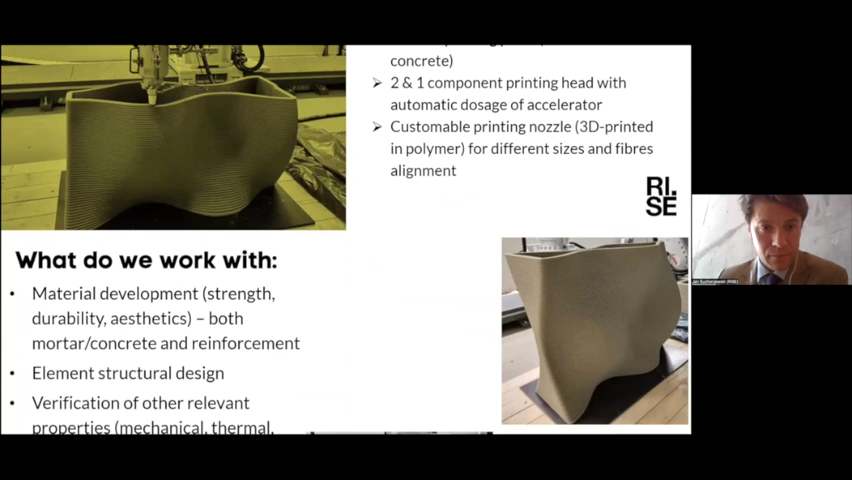 concrete)
➢ 2 & 1 component printing head with
automatic dosage of accelerator
➢ Customable printing nozzle (3D-printed
in polymer) for different sizes and fibres
alignment
RI.
SE
What do we work with:
• Material development (strength,
durability, aesthetics) – both
mortar/concrete and reinforcement
• Element structural design
• Verification of other relevant
properties (mechanical, thermal,